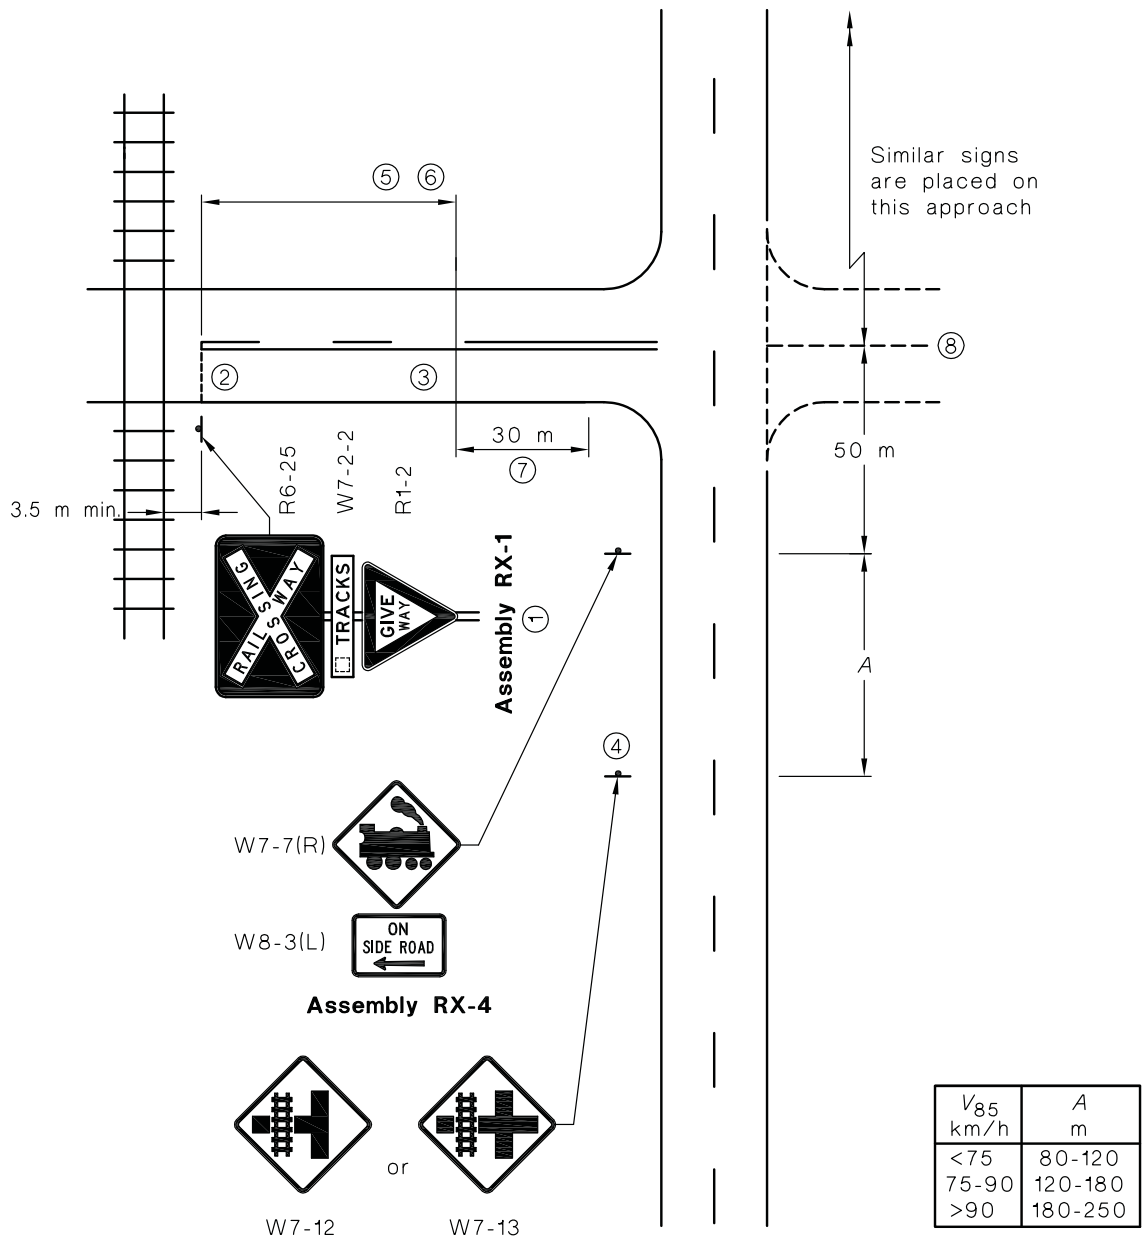 Similar signs
are placed on
this approach
5 6
8
2
3
30 m
7
50 m
3.5 m min.
R6-25
W7-2-2
R1-2
RAILWAY
CROSSING
TRACKS
GIVE
WAY
Assembly RX-1
1
A
4
W7-7(R)
W8-3(L)
ON
SIDE ROAD
Assembly RX-4
or
W7-12
W7-13
V85 A
km/h m
<75 80-120
75-90 120-180
>90 180-250